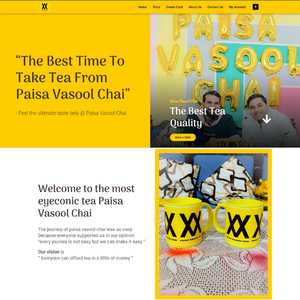 Home Shop Create Card About Us Contact Us My Account
“The Best Time To
Take Tea From
Paisa Vasool Chai”
Feel the ultimate taste only @ Paisa Vasool Chai
PAISA
VASOOL
CHAI
The Best Tea
Quality
Welcome to the most
eyeconic tea Paisa
Vasool Chai
The journey of paisa vasool chai was so easy
because everyone supported us in our opinion
"every journey is not easy but we can make it easy "
Our vision is
" Everyone can afford tea in a little of money "